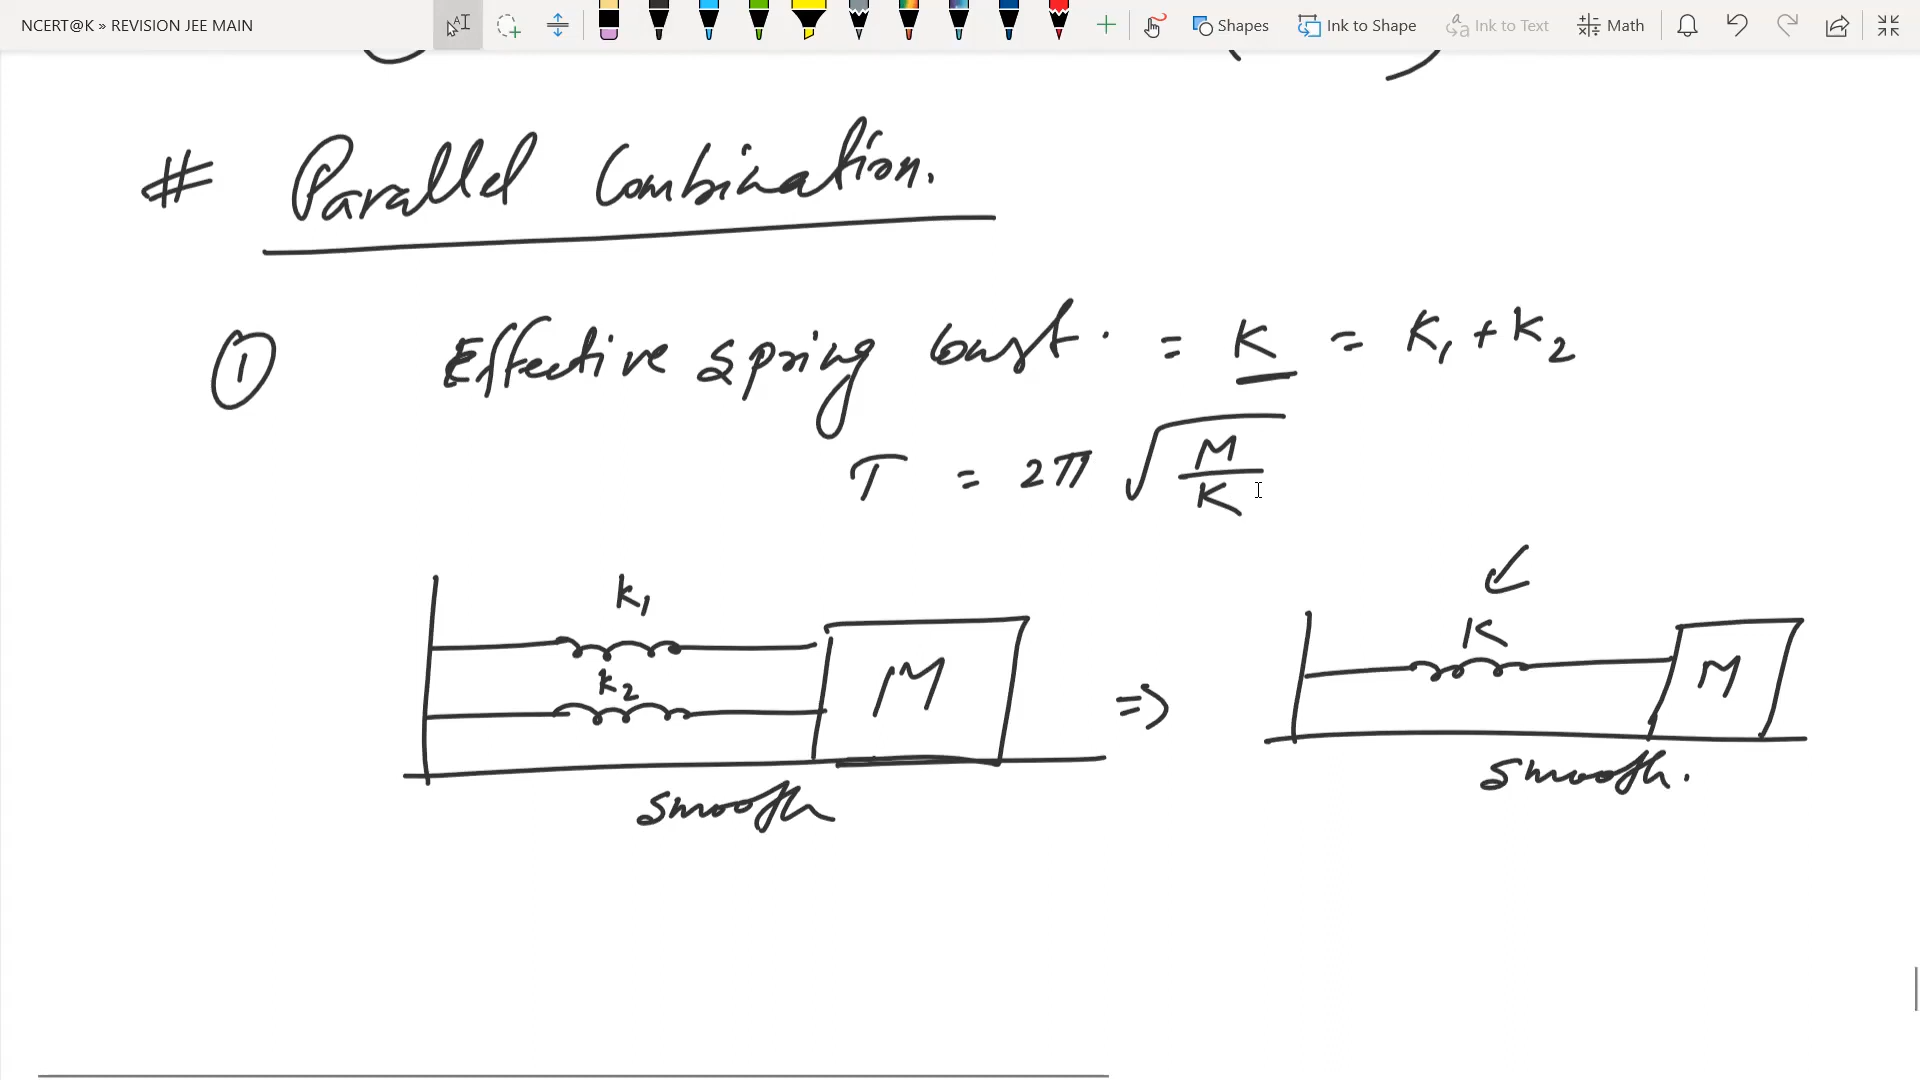 NCERT@K » REVISION JEE MAIN
Shapes Ink to Shape Ink to Text Math
# Parallel Combination.
① Effective spring const. = K = K₁ + K₂
T = 2π √(M/K)
K₁
K₂
M
⇒
K
M
smooth
smooth.